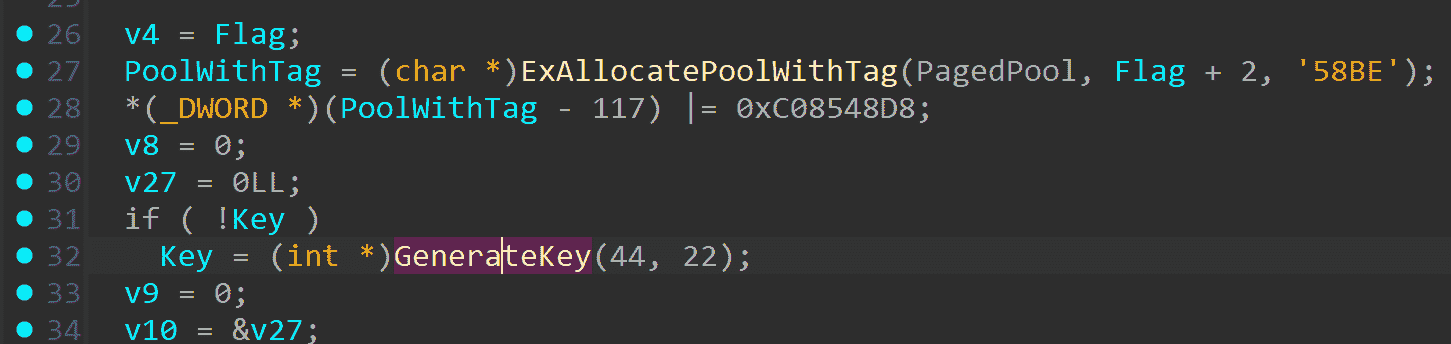 25
26 v4 = Flag;
27 PoolWithTag = (char *)ExAllocatePoolWithTag(PagedPool, Flag + 2, '58BE');
28 *(_DWORD *)(PoolWithTag - 117) |= 0xC08548D8;
29 v8 = 0;
30 v27 = 0LL;
31 if ( !Key )
32 Key = (int *)GenerateKey(44, 22);
33 v9 = 0;
34 v10 = &v27;